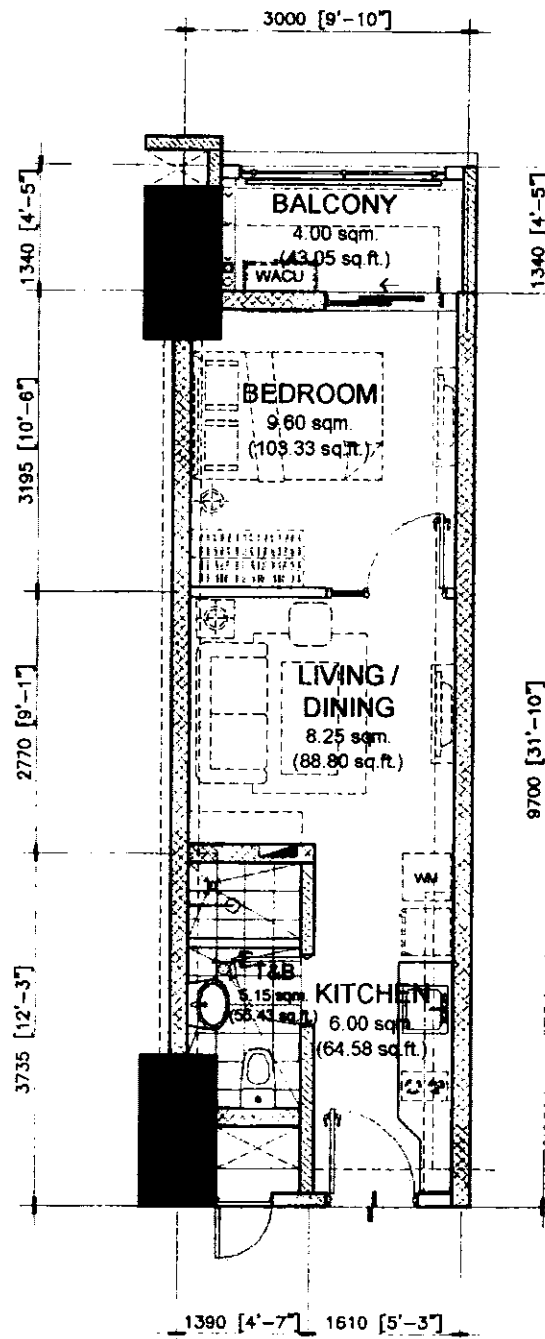 3000 [9'-10"]
1340 [4'-5"]
1340 [4'-5"]
BALCONY
4.00 sqm.
(43.05 sq.ft.)
WACU
3195 [10'-6"]
BEDROOM
9.60 sqm.
(103.33 sq.ft.)
2770 [9'-1"]
LIVING /
DINING
8.25 sqm.
(88.80 sq.ft.)
9700 [31'-10"]
WM
3735 [12'-3"]
T&B
5.15 sqm.
(55.43 sq.ft.)
KITCHEN
6.00 sqm.
(64.58 sq.ft.)
1390 [4'-7"]
1610 [5'-3"]